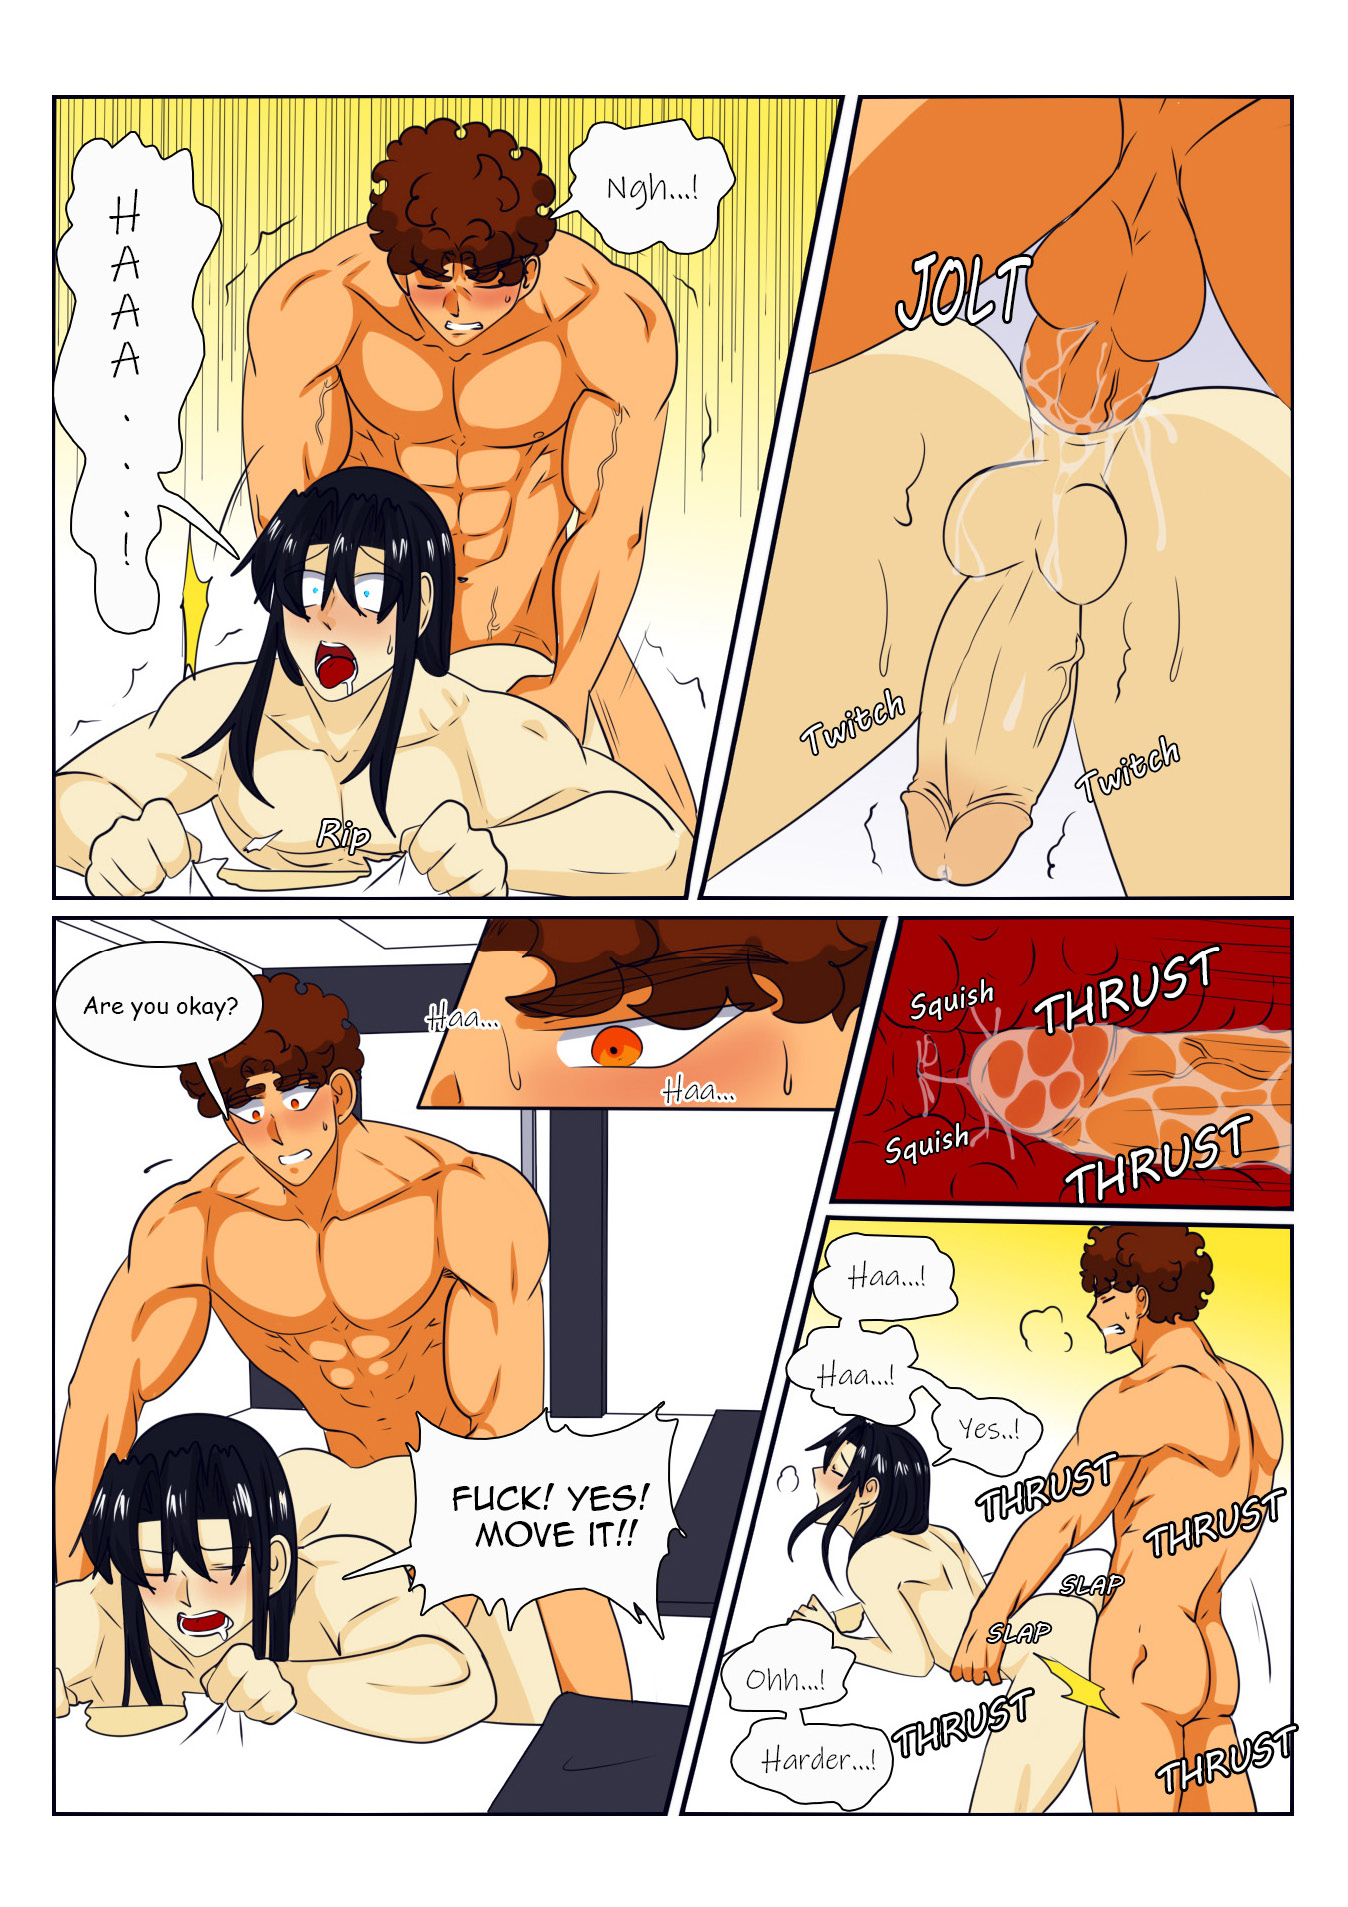 HAAA...!
Ngh...!
Rip
JOLT
Twitch
Twitch
Are you okay?
Haa...
Haa...
FUCK! YES!
MOVE IT!!
Squish
THRUST
Squish
THRUST
Haa...!
Haa...!
Yes..!
THRUST
THRUST
SLAP
SLAP
Ohh...!
Harder...!
THRUST
THRUST